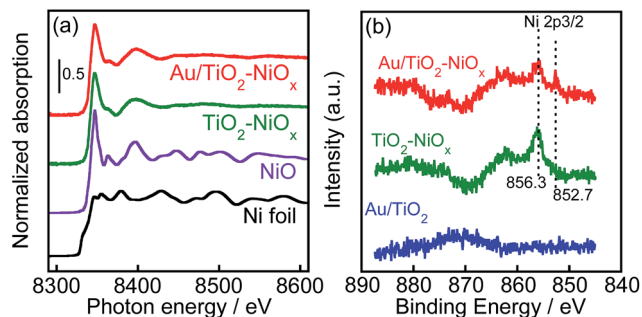 (a)
0.5
Au/TiO₂-NiOₓ
TiO₂-NiOₓ
NiO
Ni foil
Normalized absorption
8300 8400 8500 8600
Photon energy / eV
(b)
Ni 2p3/2
Au/TiO₂-NiOₓ
TiO₂-NiOₓ
856.3
852.7
Au/TiO₂
Intensity (a.u.)
880 870 860 850 840
Binding Energy / eV